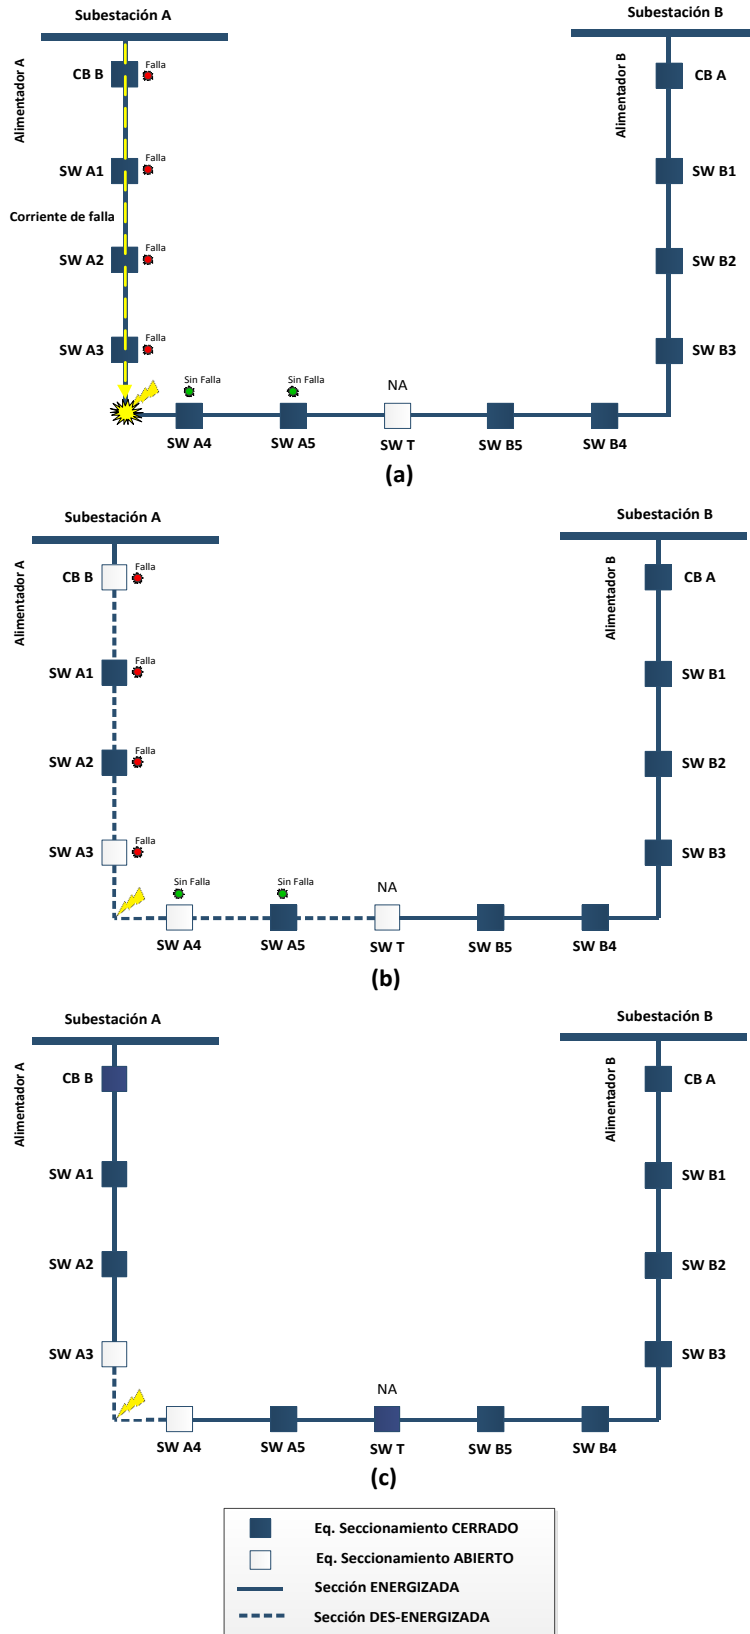 Subestación A
Subestación B
Alimentador A
Alimentador B
CB B
Falla
CB A
SW A1
Falla
SW B1
Corriente de falla
SW A2
Falla
SW B2
SW A3
Falla
SW B3
Sin Falla
Sin Falla
NA
SW A4
SW A5
SW T
SW B5
SW B4
(a)
Subestación A
Subestación B
Alimentador A
Alimentador B
CB B
Falla
CB A
SW A1
Falla
SW B1
SW A2
Falla
SW B2
SW A3
Falla
SW B3
Sin Falla
Sin Falla
NA
SW A4
SW A5
SW T
SW B5
SW B4
(b)
Subestación A
Subestación B
Alimentador A
Alimentador B
CB B
CB A
SW A1
SW B1
SW A2
SW B2
SW A3
SW B3
NA
SW A4
SW A5
SW T
SW B5
SW B4
(c)
Eq. Seccionamiento CERRADO
Eq. Seccionamiento ABIERTO
Sección ENERGIZADA
Sección DES-ENERGIZADA